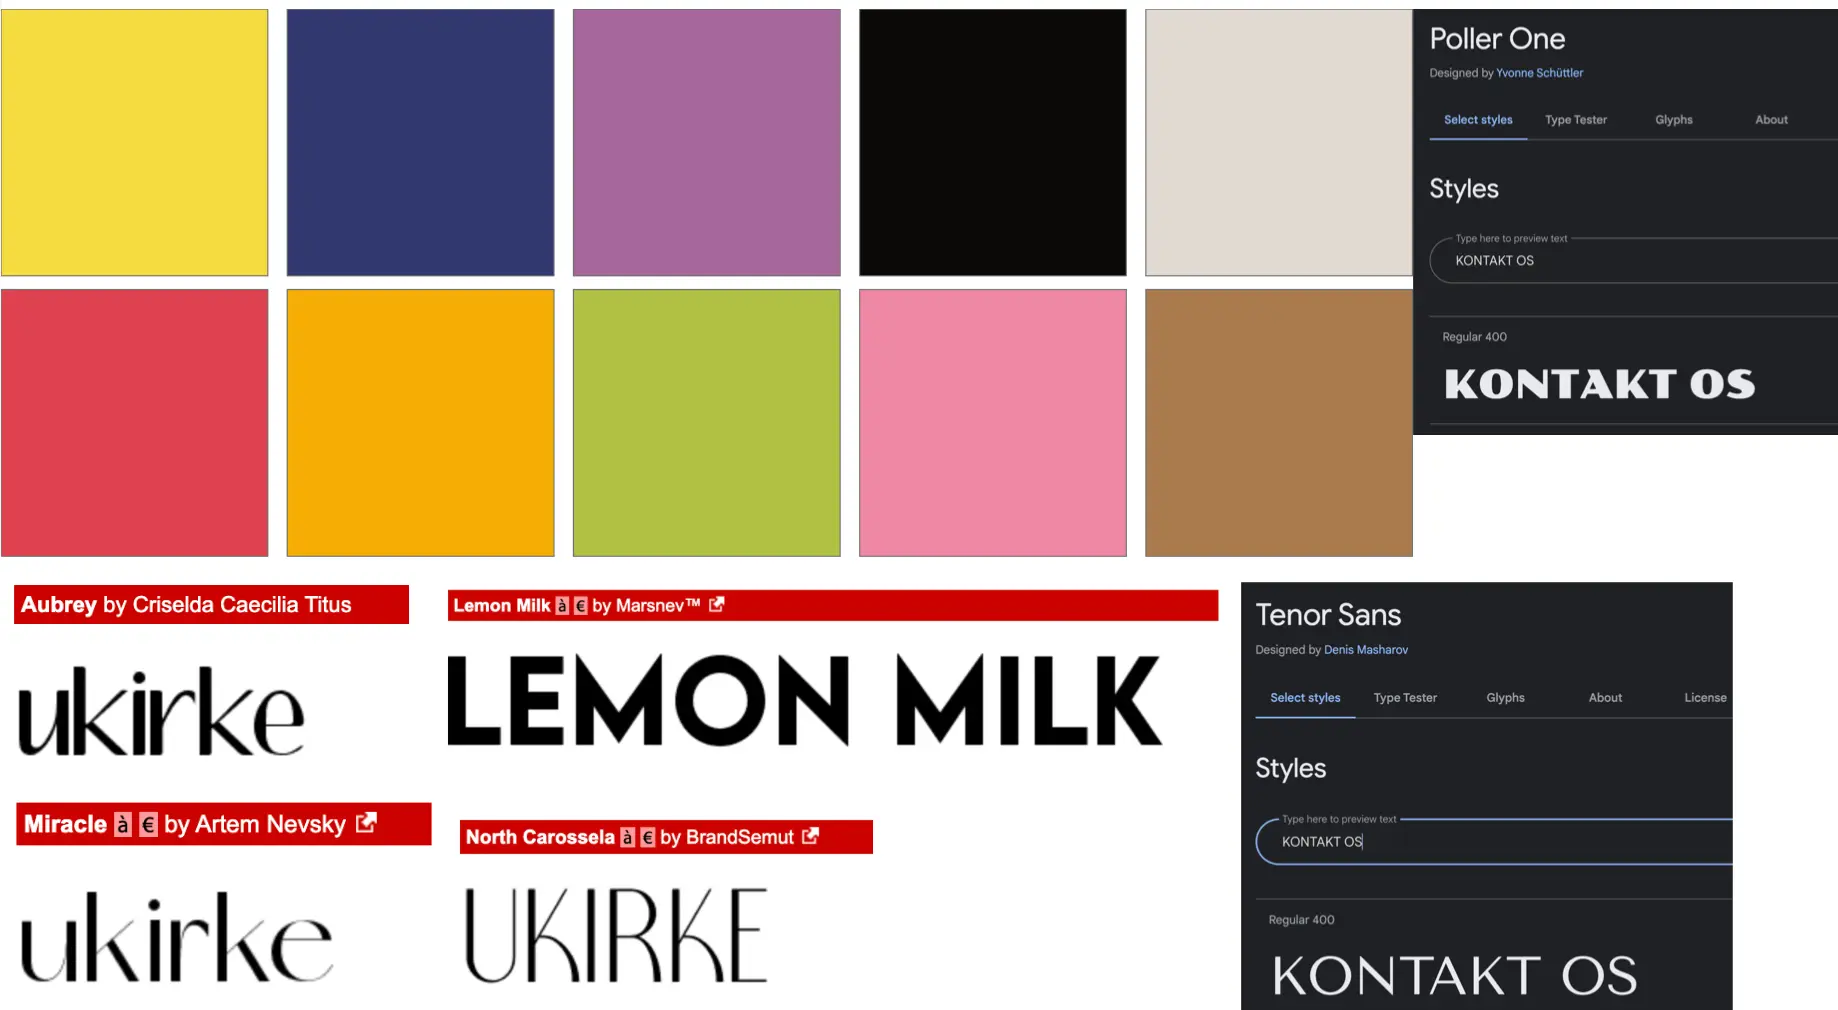 Poller One
Designed by Yvonne Schüttler
Select styles Type Tester Glyphs About
Styles
Type here to preview text
KONTAKT OS
Regular 400
KONTAKT OS
Aubrey by Criselda Caecilia Titus
ukirke
Lemon Milk à € by Marsnev™
LEMON MILK
Miracle à € by Artem Nevsky
ukirke
North Carossela à € by BrandSemut
UKIRKE
Tenor Sans
Designed by Denis Masharov
Select styles Type Tester Glyphs About License
Styles
Type here to preview text
KONTAKT OS
Regular 400
KONTAKT OS